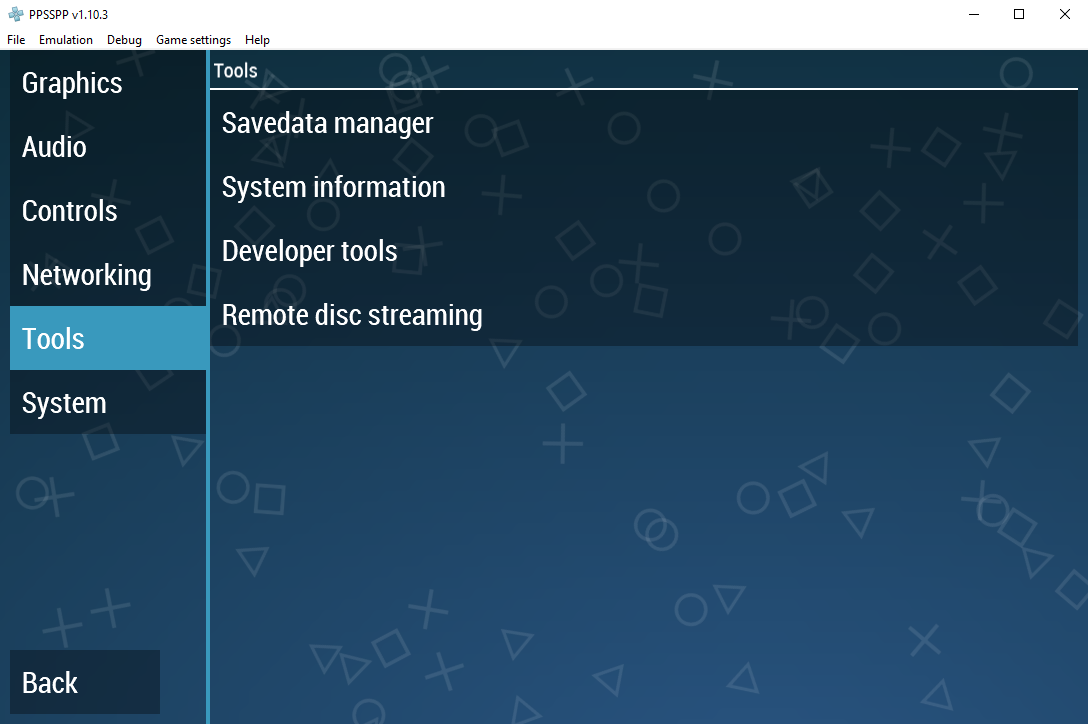 PPSSPP v1.10.3
File Emulation Debug Game settings Help
Graphics
Audio
Controls
Networking
Tools
System
Back
Tools
Savedata manager
System information
Developer tools
Remote disc streaming